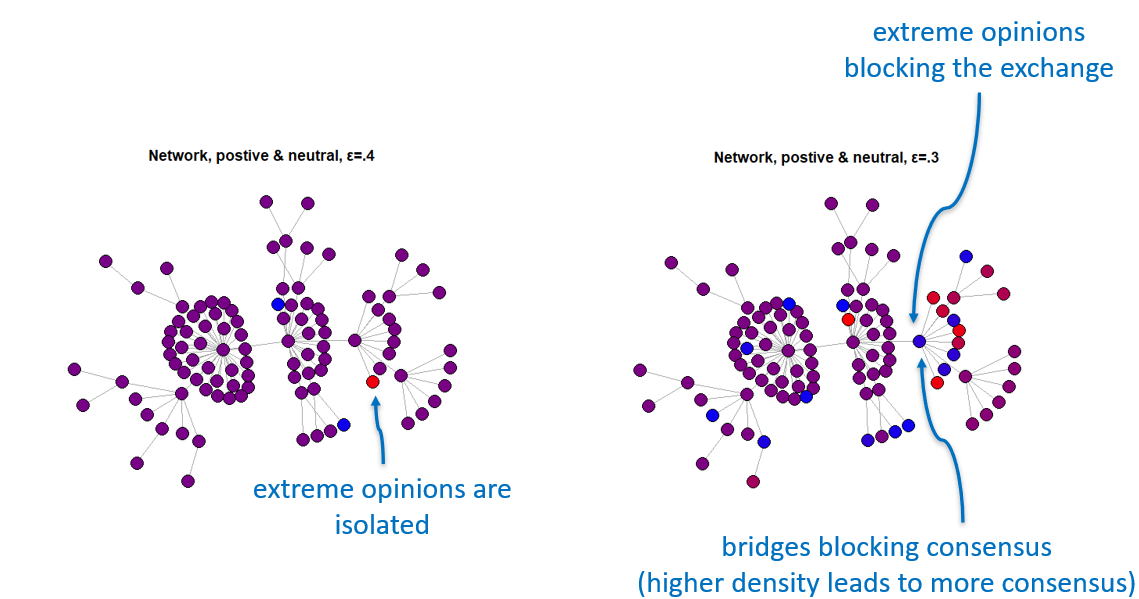 extreme opinions
blocking the exchange
Network, postive & neutral, ε=.4
Network, postive & neutral, ε=.3
extreme opinions are
isolated
bridges blocking consensus
(higher density leads to more consensus)